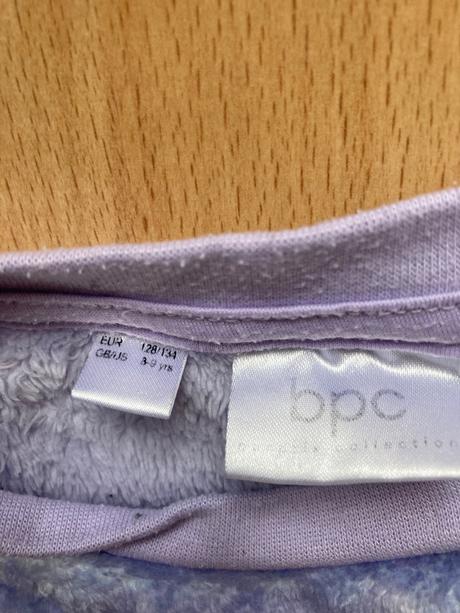 EUR 128/134
GB/US 8-9 yrs
bpc
bonprix collection